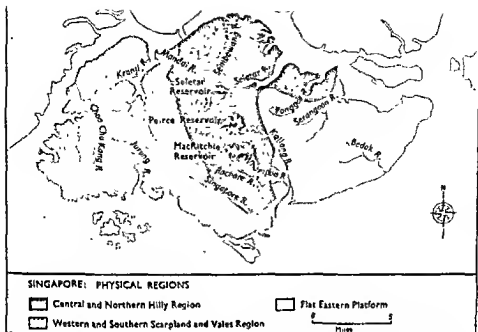 Kranji R.
Mandai R.
Seletar R.
Seletar
Reservoir
Serangoon R.
Peirce Reservoir
MacRitchie
Reservoir
Kallang R.
Jurong R.
Choa Chu Kang R.
Bedok R.
Rochore R.
Singapore R.
N
SINGAPORE: PHYSICAL REGIONS
Central and Northern Hilly Region
Flat Eastern Platform
Western and Southern Scarpland and Vales Region
0
5
Miles